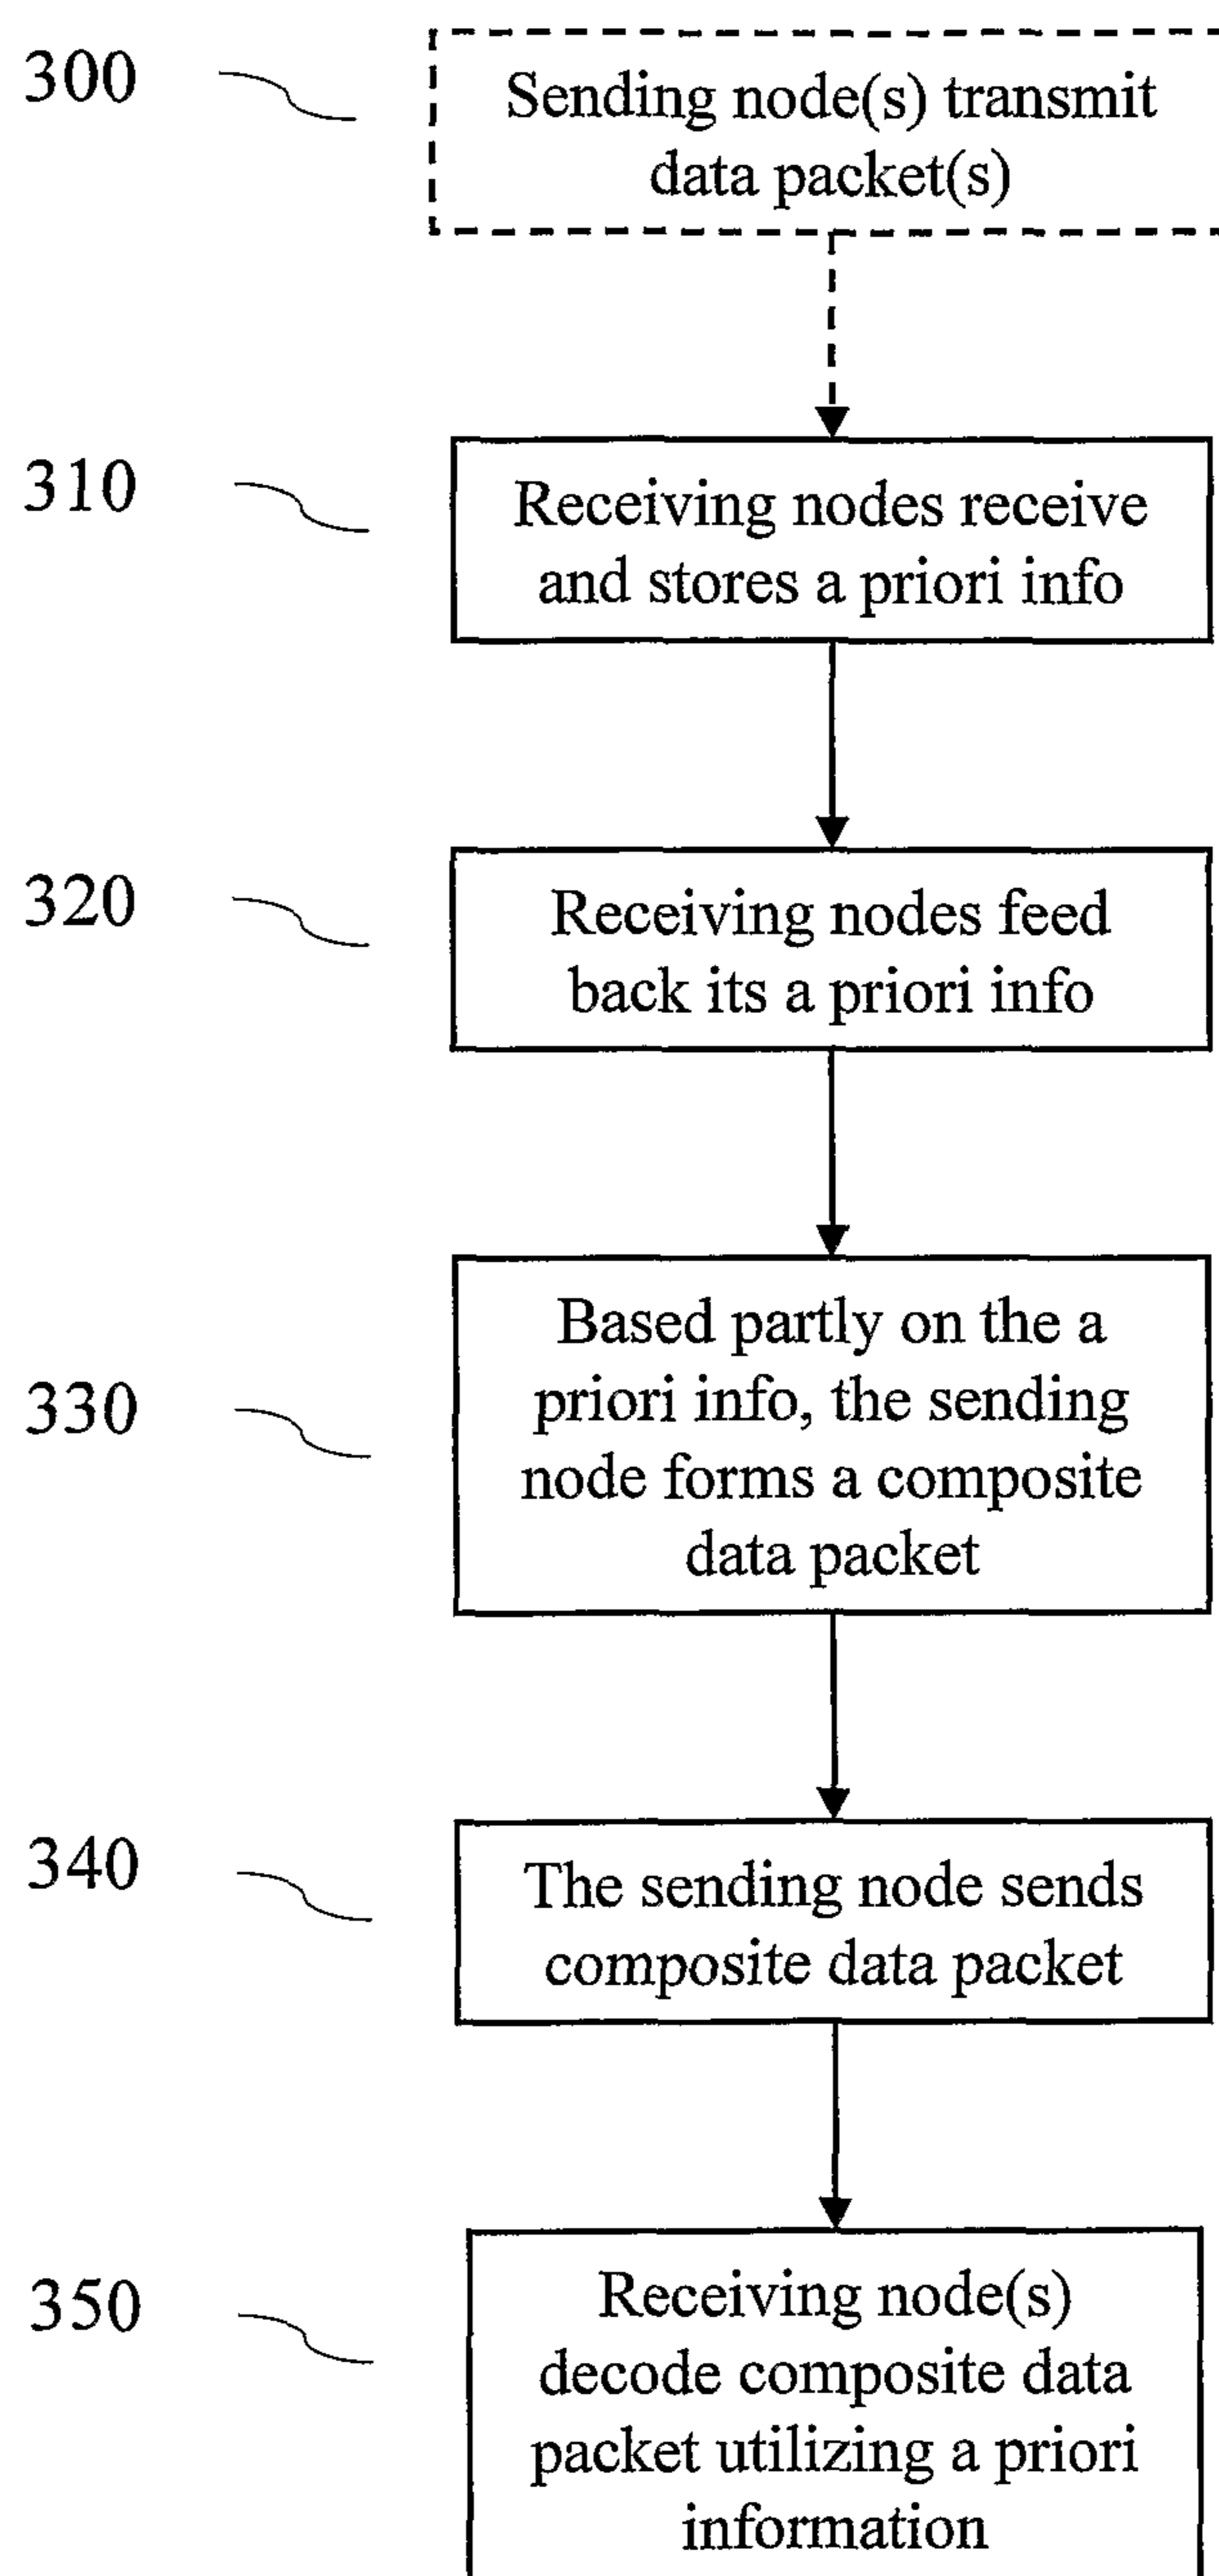 300
Sending node(s) transmit
data packet(s)
310
Receiving nodes receive
and stores a priori info
320
Receiving nodes feed
back its a priori info
330
Based partly on the a
priori info, the sending
node forms a composite
data packet
340
The sending node sends
composite data packet
350
Receiving node(s)
decode composite data
packet utilizing a priori
information